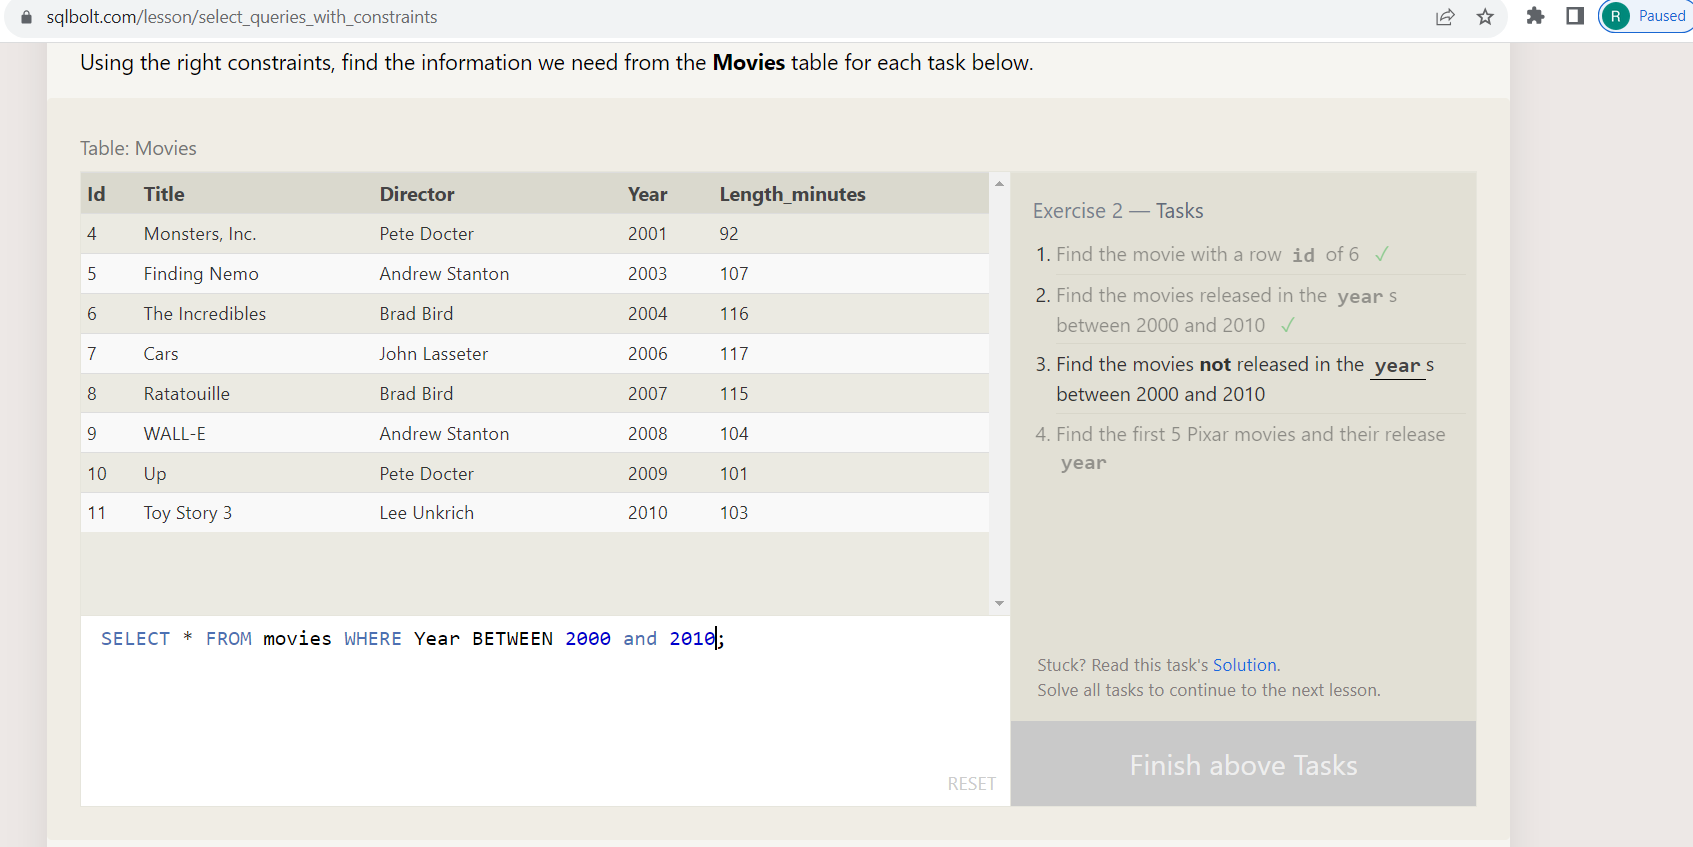 sqlbolt.com/lesson/select_queries_with_constraints
R Paused
Using the right constraints, find the information we need from the Movies table for each task below.
Table: Movies
Id Title Director Year Length_minutes
4 Monsters, Inc. Pete Docter 2001 92
5 Finding Nemo Andrew Stanton 2003 107
6 The Incredibles Brad Bird 2004 116
7 Cars John Lasseter 2006 117
8 Ratatouille Brad Bird 2007 115
9 WALL-E Andrew Stanton 2008 104
10 Up Pete Docter 2009 101
11 Toy Story 3 Lee Unkrich 2010 103
SELECT * FROM movies WHERE Year BETWEEN 2000 and 2010;
RESET
Exercise 2 — Tasks
1. Find the movie with a row id of 6 ✓
2. Find the movies released in the year s
between 2000 and 2010 ✓
3. Find the movies not released in the year s
between 2000 and 2010
4. Find the first 5 Pixar movies and their release
year
Stuck? Read this task's Solution.
Solve all tasks to continue to the next lesson.
Finish above Tasks